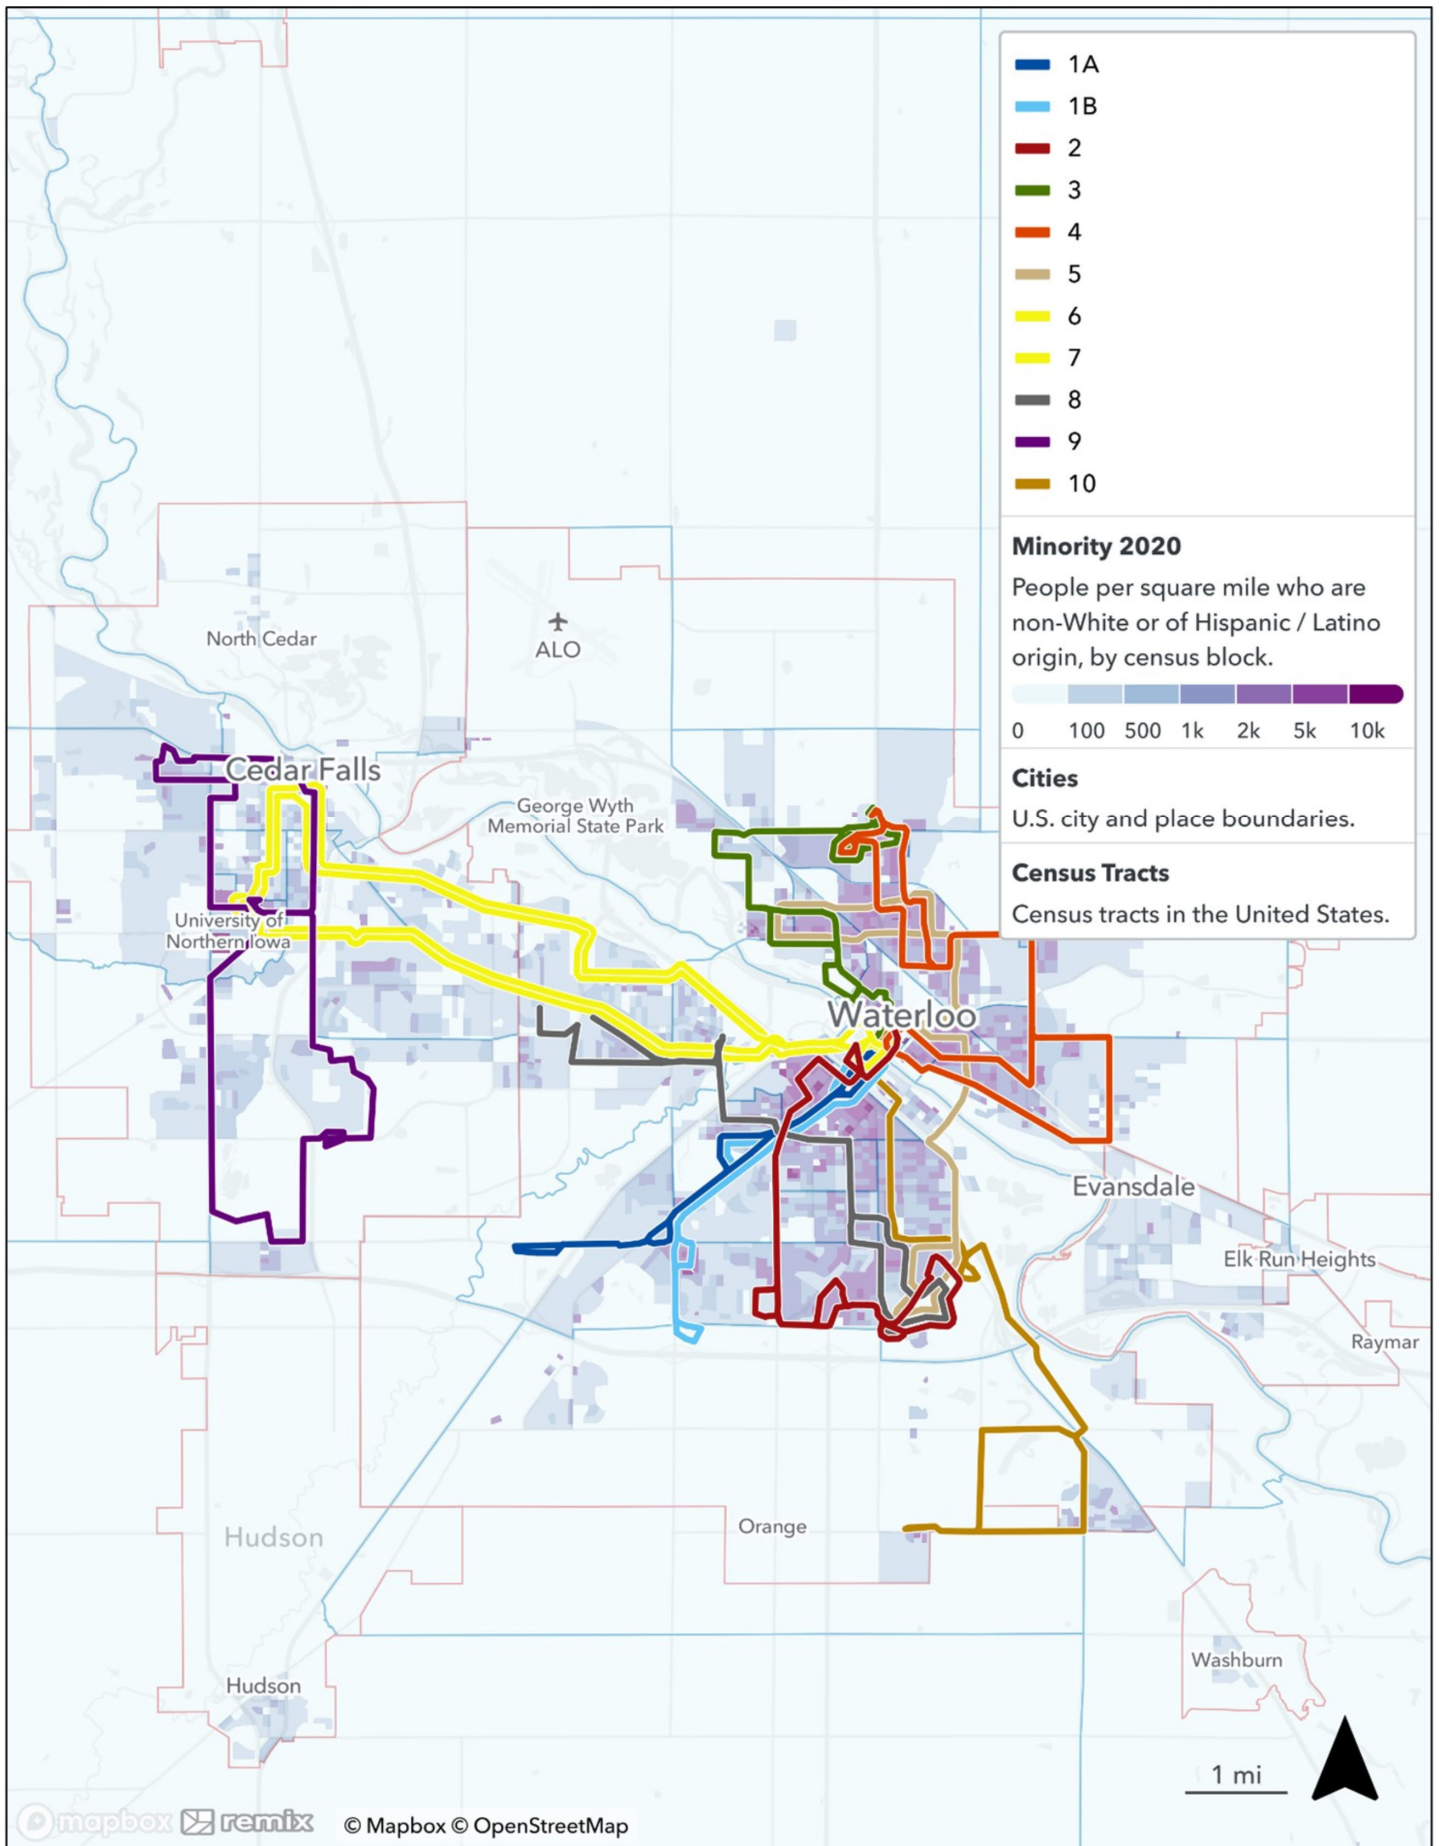 1A
1B
2
3
4
5
6
7
8
9
10
Minority 2020
People per square mile who are
non-White or of Hispanic / Latino
origin, by census block.
0 100 500 1k 2k 5k 10k
Cities
U.S. city and place boundaries.
Census Tracts
Census tracts in the United States.
North Cedar
ALO
Cedar Falls
George Wyth
Memorial State Park
University of
Northern Iowa
Waterloo
Evansdale
Elk Run Heights
Raymar
Orange
Hudson
Washburn
Hudson
1 mi
mapbox remix © Mapbox © OpenStreetMap